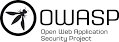 OWASP
Open Web Application
Security Project